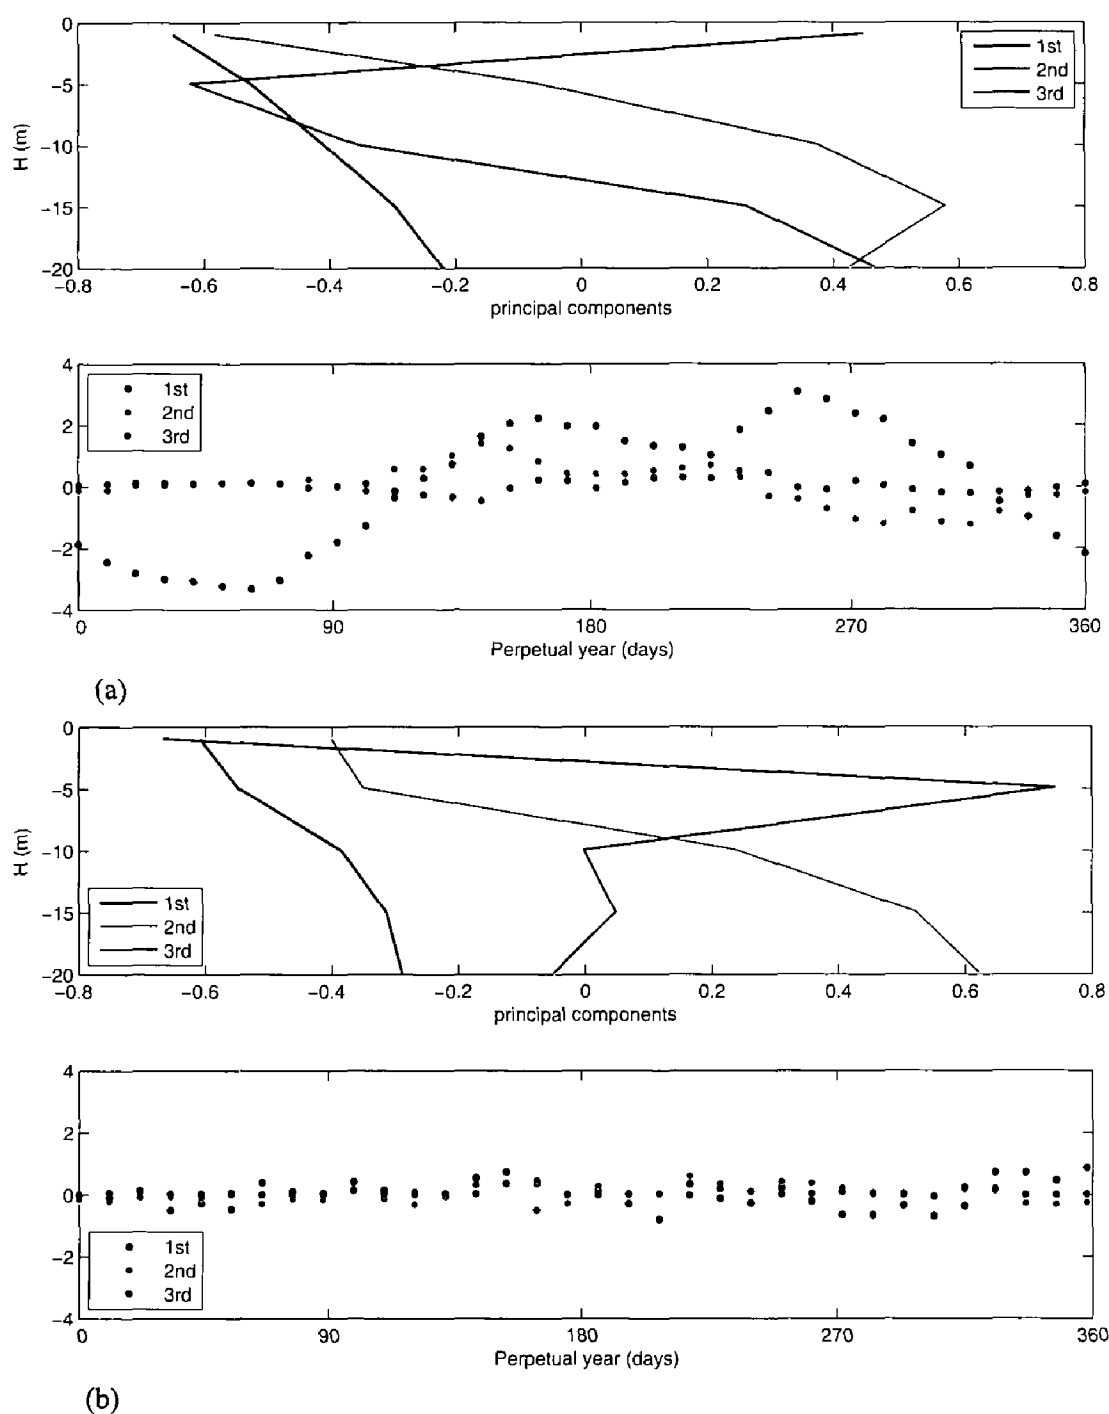 0
-5
-10
-15
-20
H (m)
1st
2nd
3rd
-0.8 -0.6 -0.4 -0.2 0 0.2 0.4 0.6 0.8
principal components
4
2
0
-2
-4
1st
2nd
3rd
0 90 180 270 360
Perpetual year (days)
(a)
0
-5
-10
-15
-20
H (m)
1st
2nd
3rd
-0.8 -0.6 -0.4 -0.2 0 0.2 0.4 0.6 0.8
principal components
4
2
0
-2
-4
1st
2nd
3rd
0 90 180 270 360
Perpetual year (days)
(b)